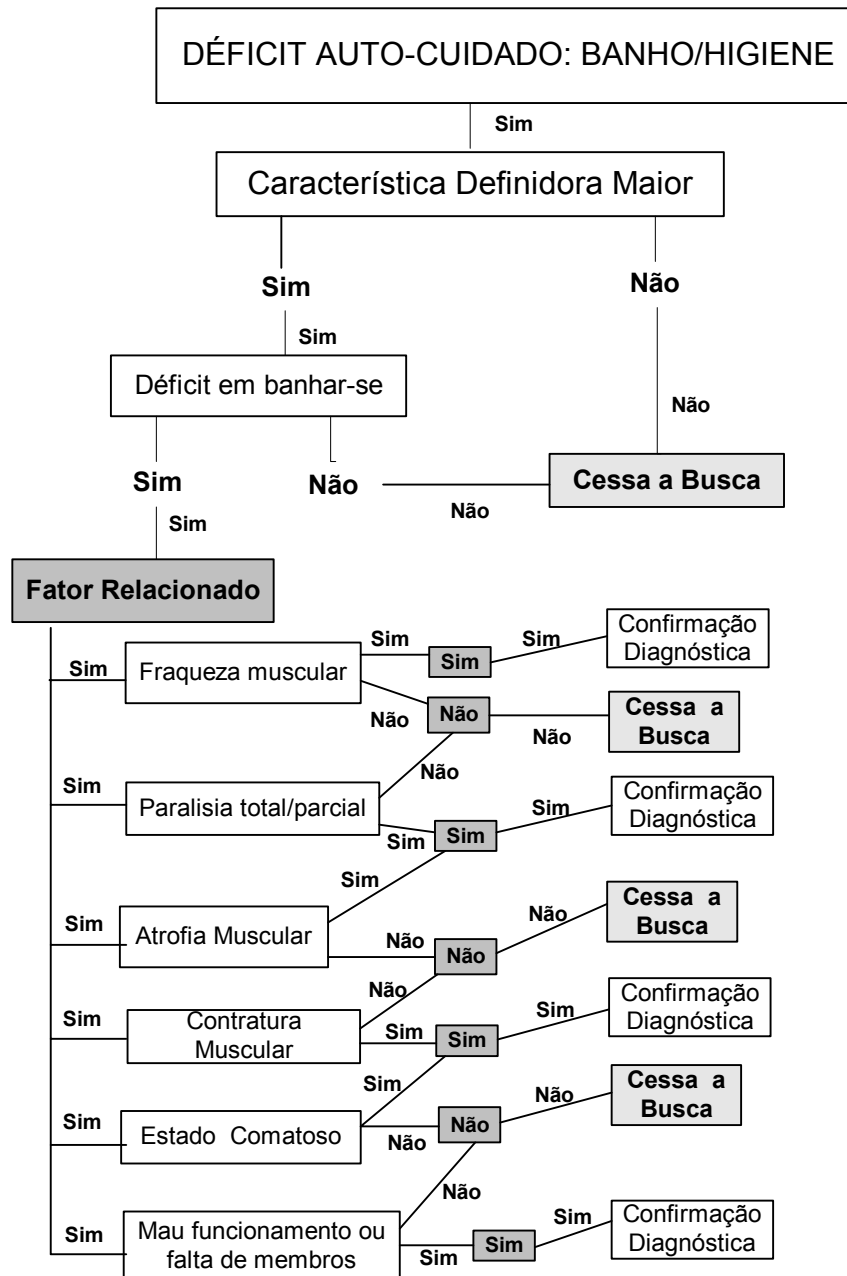 DÉFICIT AUTO-CUIDADO: BANHO/HIGIENE
Sim
Característica Definidora Maior
Sim
Não
Sim
Déficit em banhar-se
Não
Sim
Não
Cessa a Busca
Não
Sim
Fator Relacionado
Sim
Fraqueza muscular
Sim
Sim
Sim
Confirmação
Diagnóstica
Não
Não
Não
Cessa a
Busca
Sim
Paralisia total/parcial
Não
Sim
Sim
Sim
Confirmação
Diagnóstica
Sim
Sim
Atrofia Muscular
Não
Não
Não
Cessa a
Busca
Sim
Contratura
Muscular
Não
Sim
Sim
Sim
Confirmação
Diagnóstica
Sim
Sim
Estado Comatoso
Não
Não
Não
Cessa a
Busca
Sim
Mau funcionamento ou
falta de membros
Não
Sim
Sim
Sim
Confirmação
Diagnóstica